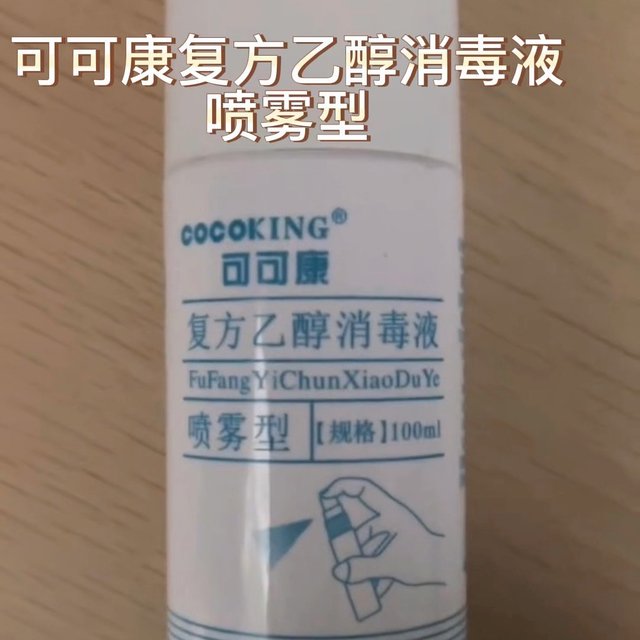 可可康复方乙醇消毒液
喷雾型
COCOKING®
可可康
复方乙醇消毒液
FuFangYiChunXiaoDuYe
喷雾型 【规格】100ml